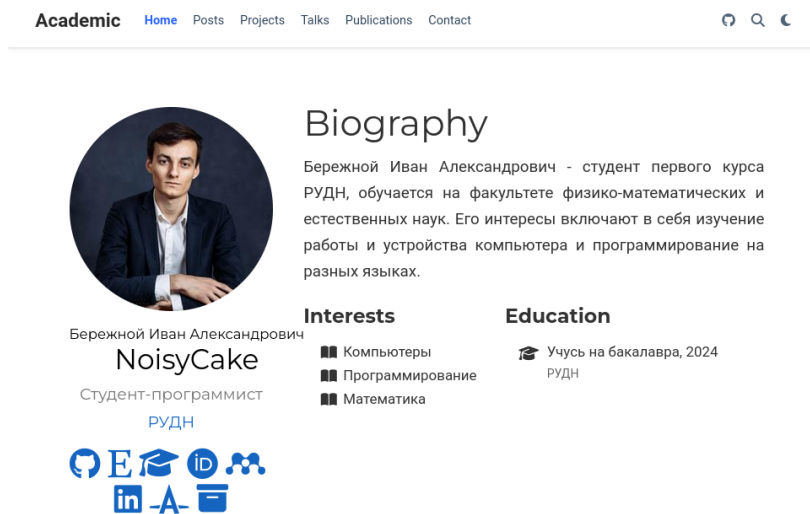 Academic Home Posts Projects Talks Publications Contact
Бережной Иван Александрович
NoisyCake
Студент-программист
РУДН
Biography
Бережной Иван Александрович - студент первого курса
РУДН, обучается на факультете физико-математических и
естественных наук. Его интересы включают в себя изучение
работы и устройства компьютера и программирование на
разных языках.
Interests
Компьютеры
Программирование
Математика
Education
Учусь на бакалавра, 2024
РУДН